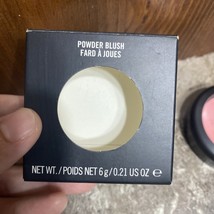 POWDER BLUSH
FARD À JOUES
NET WT./POIDS NET 6 g/0.21 US OZ ℮